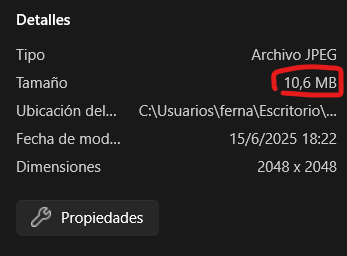 Detalles
Tipo Archivo JPEG
Tamaño 10,6 MB
Ubicación del... C:\Usuarios\ferna\Escritorio\...
Fecha de mod... 15/6/2025 18:22
Dimensiones 2048 x 2048
Propiedades